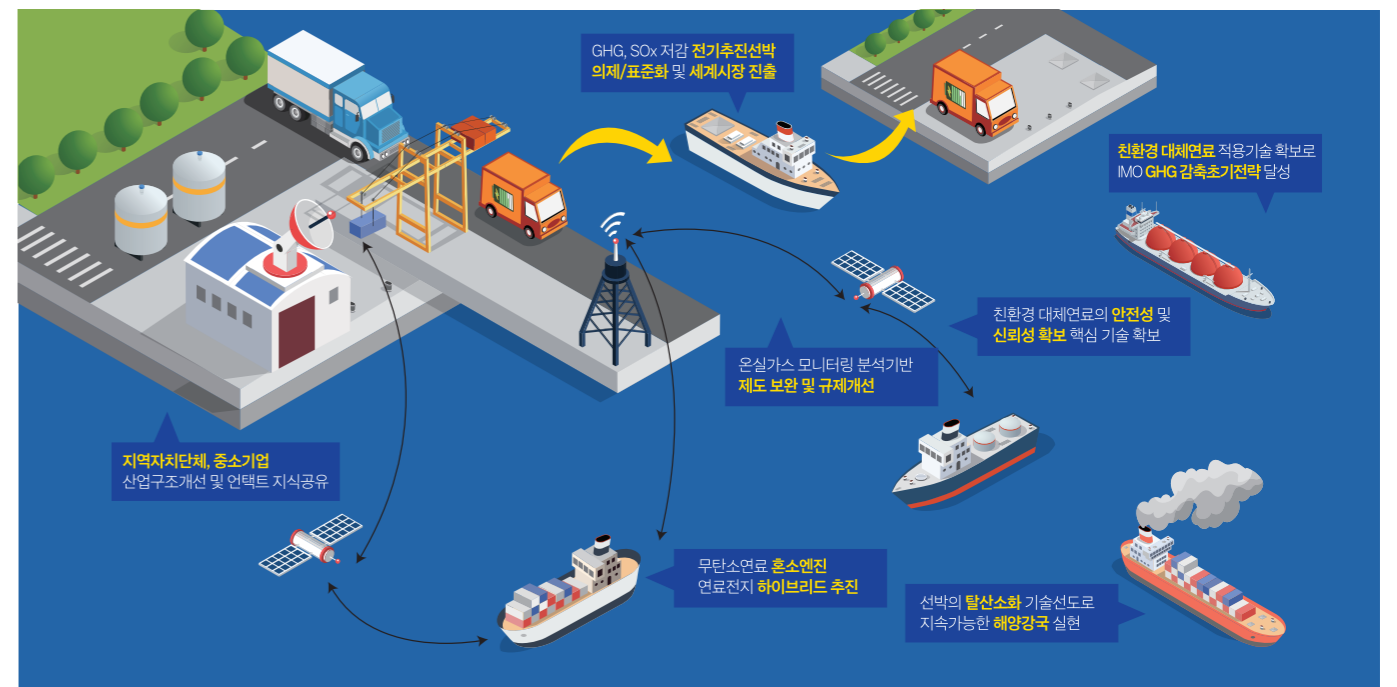 GHG, SOx 저감 전기추진선박
의제/표준화 및 세계시장 진출
친환경 대체연료 적용기술 확보로
IMO GHG 감축초기전략 달성
친환경 대체연료의 안전성 및
신뢰성 확보 핵심 기술 확보
온실가스 모니터링 분석기반
제도 보완 및 규제개선
지역자치단체, 중소기업
산업구조개선 및 언택트 지식공유
무탄소연료 혼소엔진
연료전지 하이브리드 추진
선박의 탈산소화 기술선도로
지속가능한 해양강국 실현